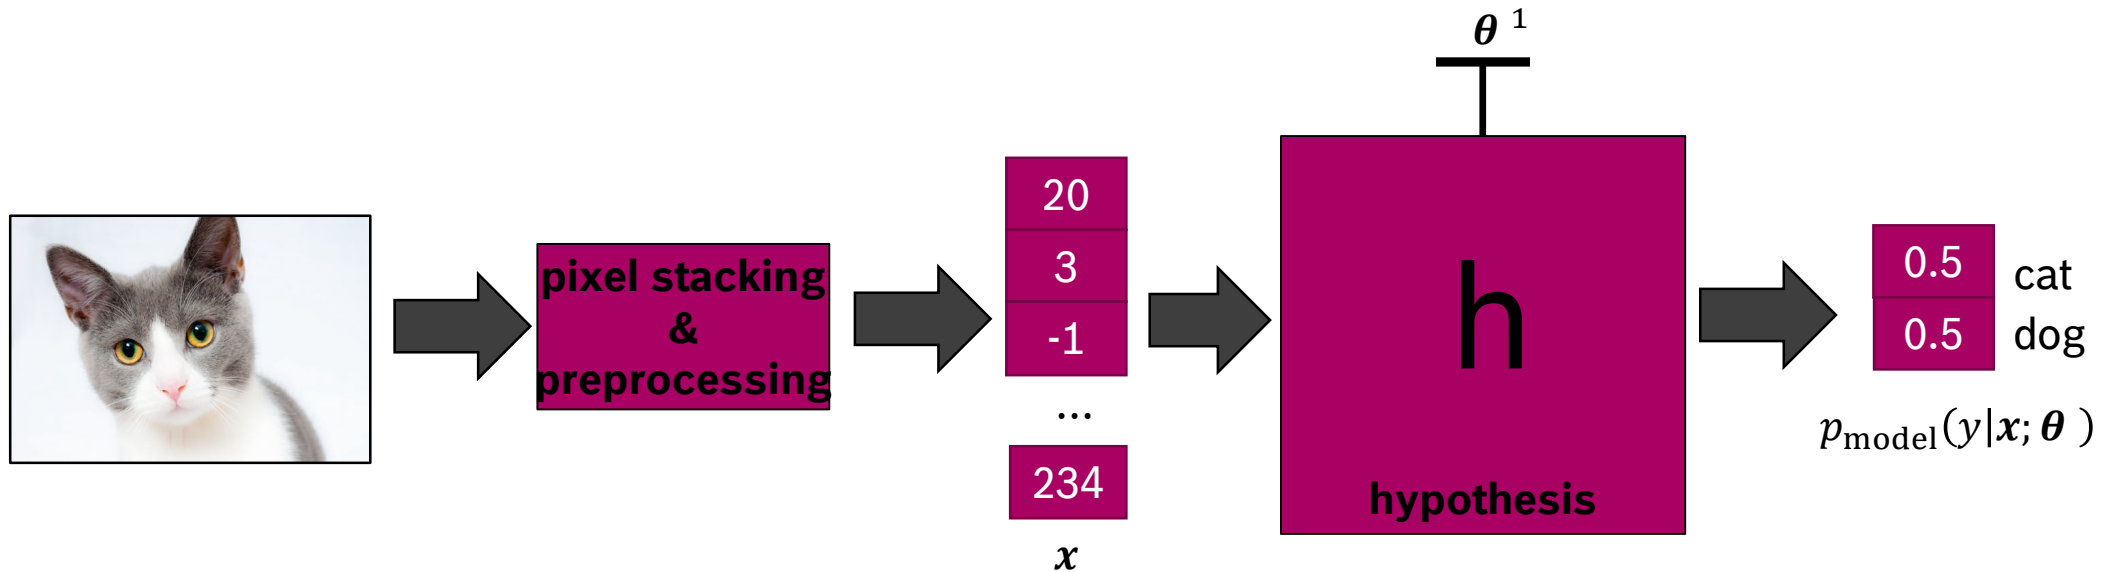 θ ¹
pixel stacking
&
preprocessing
20
3
-1
...
234
x
h
hypothesis
0.5
0.5
cat
dog
p_model(y|x; θ )